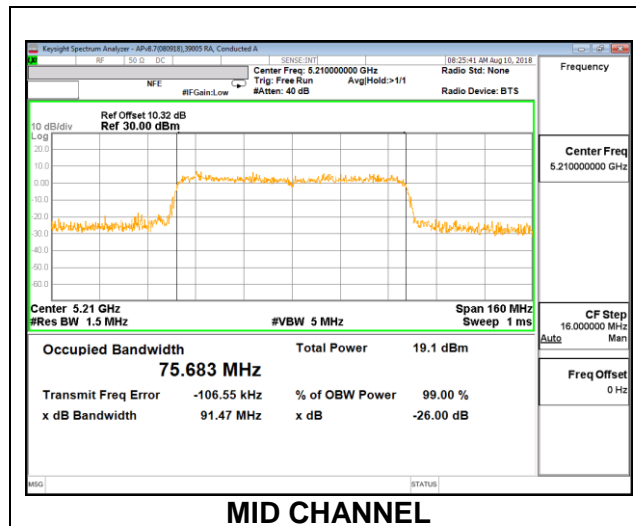 Keysight Spectrum Analyzer - APv8.7(080918),39005 RA, Conducted A
RF 50 Ω DC SENSE:INT 08:25:41 AM Aug 10, 2018
Center Freq: 5.210000000 GHz Radio Std: None
NFE Trig: Free Run Avg|Hold:>1/1
#IFGain:Low #Atten: 40 dB Radio Device: BTS
Frequency
Ref Offset 10.32 dB
10 dB/div Ref 30.00 dBm
Log
20.0
10.0
0.00
-10.0
-20.0
-30.0
-40.0
-50.0
-60.0
Center 5.21 GHz Span 160 MHz
#Res BW 1.5 MHz #VBW 5 MHz Sweep 1 ms
Center Freq
5.210000000 GHz
CF Step
16.000000 MHz
Auto Man
Freq Offset
0 Hz
Occupied Bandwidth Total Power 19.1 dBm
75.683 MHz
Transmit Freq Error -106.55 kHz % of OBW Power 99.00 %
x dB Bandwidth 91.47 MHz x dB -26.00 dB
MSG STATUS
MID CHANNEL